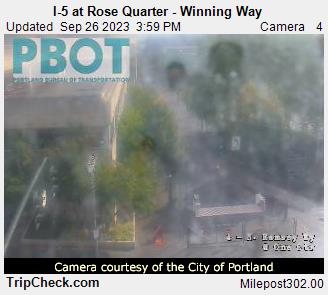 I-5 at Rose Quarter - Winning Way
Updated Sep 26 2023 3:59 PM Camera 4
PBOT
PORTLAND BUREAU OF TRANSPORTATION
Camera courtesy of the City of Portland
TripCheck.com Milepost302.00